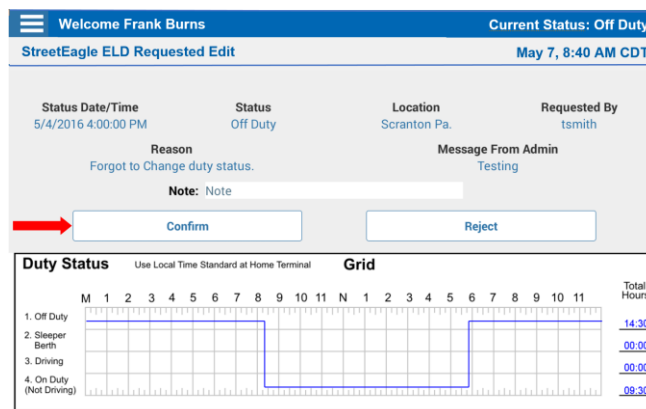 Welcome Frank Burns Current Status: Off Duty
StreetEagle ELD Requested Edit May 7, 8:40 AM CDT
Status Date/Time Status Location Requested By
5/4/2016 4:00:00 PM Off Duty Scranton Pa. tsmith
Reason Message From Admin
Forgot to Change duty status. Testing
Note: Note
Confirm Reject
Duty Status Use Local Time Standard at Home Terminal Grid
Total
Hours
M 1 2 3 4 5 6 7 8 9 10 11 N 1 2 3 4 5 6 7 8 9 10 11
1. Off Duty 14:30
2. Sleeper
Berth 00:00
3. Driving 00:00
4. On Duty
(Not Driving) 09:30